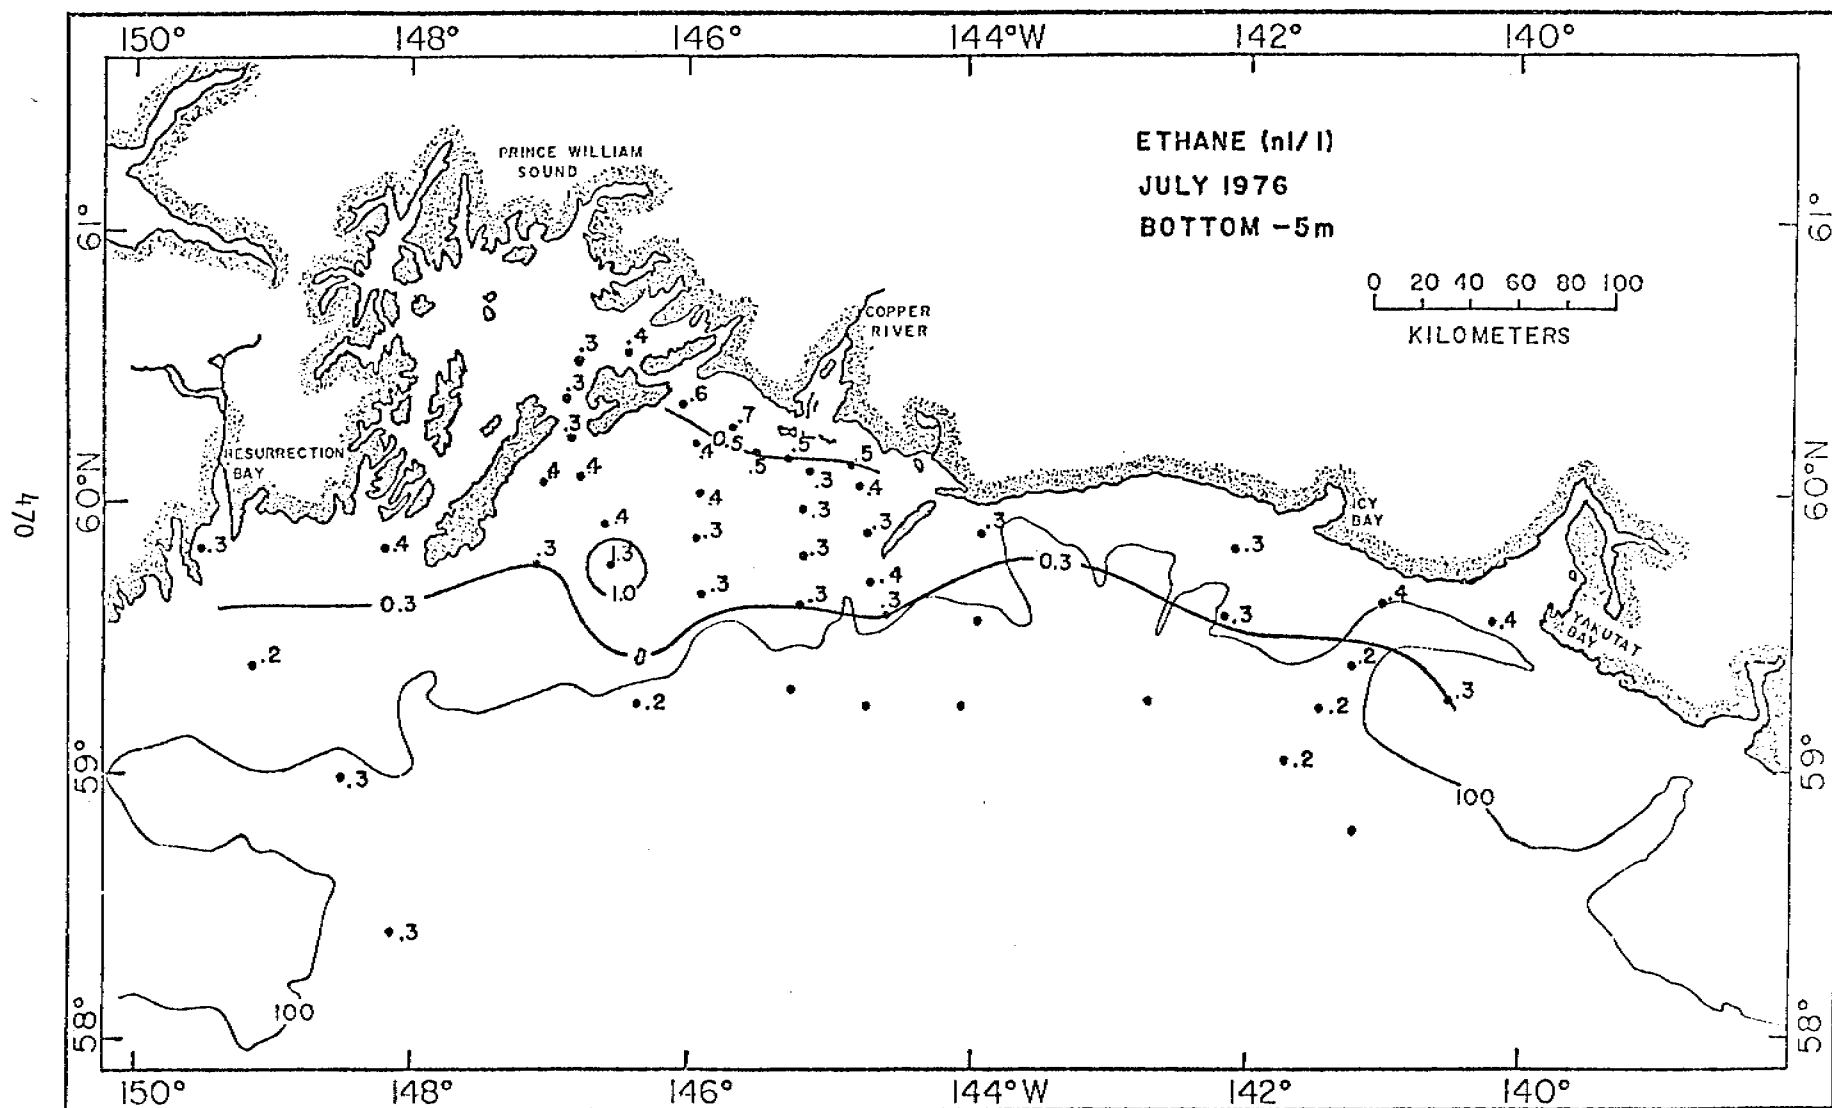 150° 148° 146° 144°W 142° 140°
ETHANE (nl/l)
JULY 1976
BOTTOM -5m
PRINCE WILLIAM
SOUND
61° 61°
0 20 40 60 80 100
KILOMETERS
COPPER
RIVER
.3 .4
.3 .6
.3 .7
0.5 .5
.4 .5 .5
RESURRECTION
BAY
.4 .4 .3 .4
60°N 60°N
.4
ICY
BAY
470
.4 .3 .3 .3
.3 .4 .3 1.3 .3 .3 0.3 .3
.4
1.0 .3 .3 .3 .4
0.3 .3 .4
YAKUTAT
BAY
.2 0 .2
.2 .2 .3
59° 59°
.3 .2
100
.3
100
58° 58°
150° 148° 146° 144°W 142° 140°